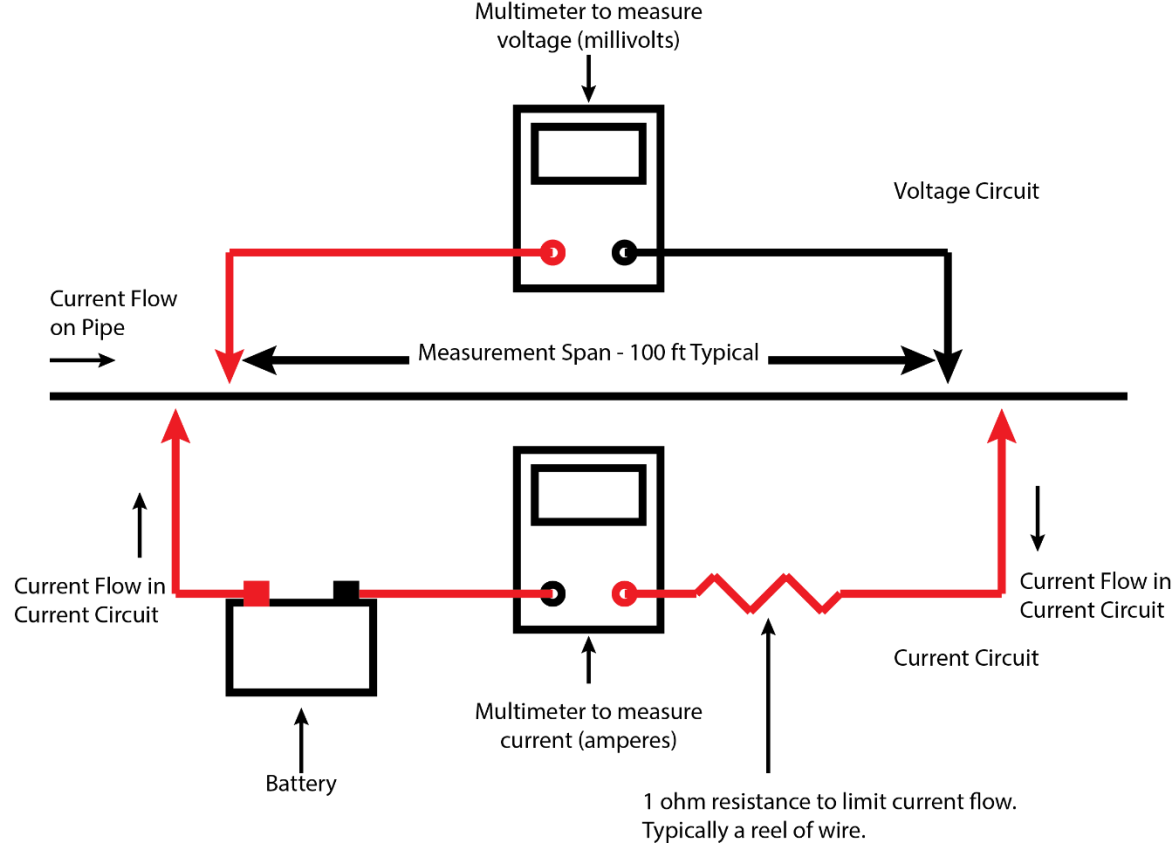 Multimeter to measure
voltage (millivolts)
Voltage Circuit
Current Flow
on Pipe
Measurement Span - 100 ft Typical
Current Flow in
Current Circuit
Current Flow in
Current Circuit
Current Circuit
Multimeter to measure
current (amperes)
Battery
1 ohm resistance to limit current flow.
Typically a reel of wire.